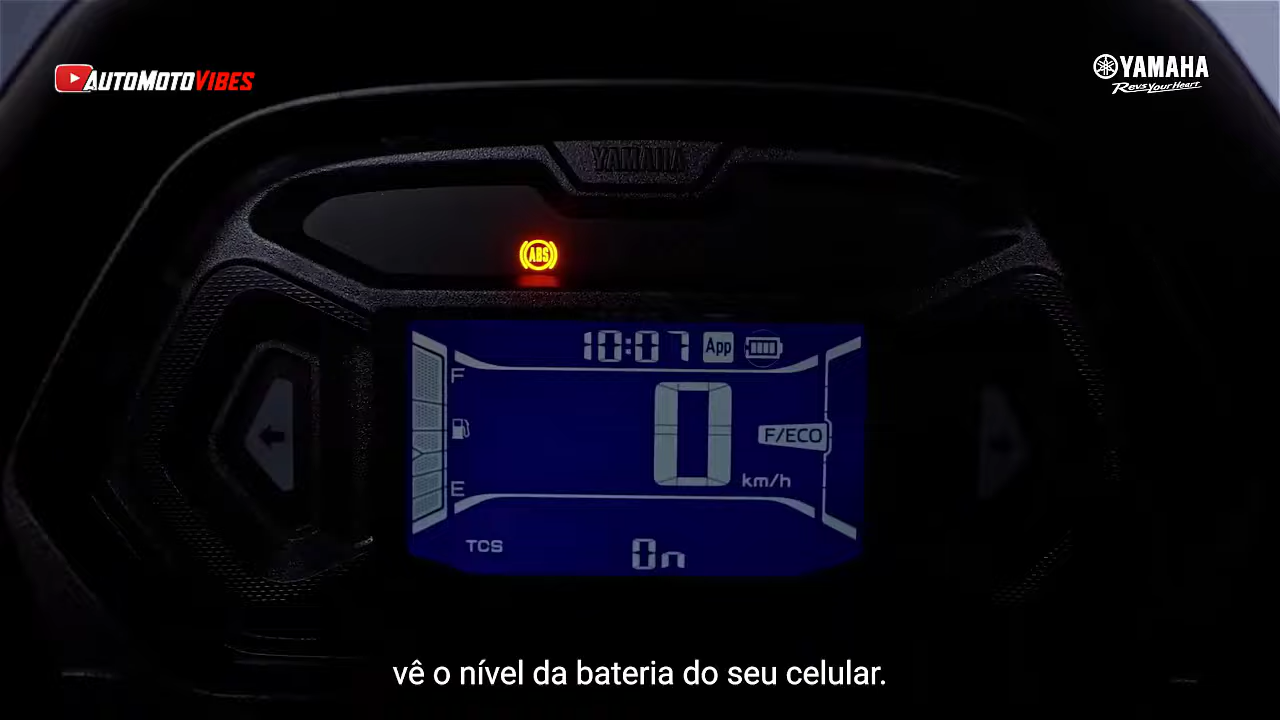 AUTOMOTOVIBES
YAMAHA
Revs Your Heart
YAMAHA
ABS
10:07 App
F
0
F/ECO
km/h
E
TCS
On
vê o nível da bateria do seu celular.